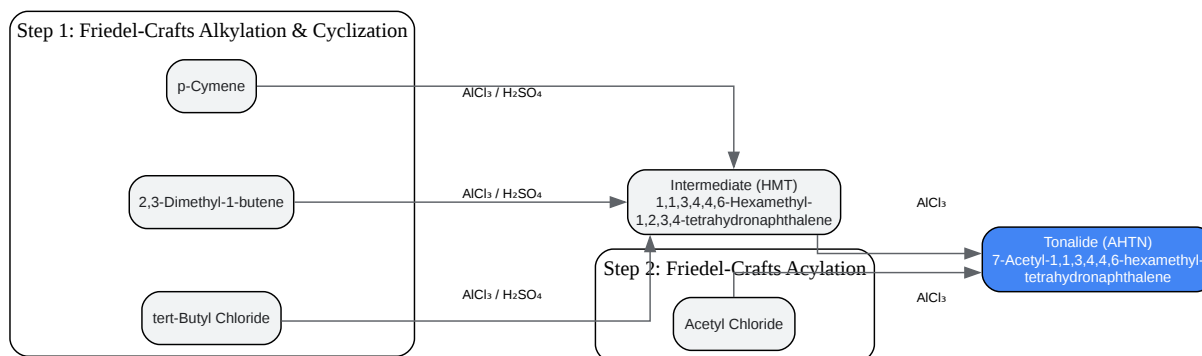 Step 1: Friedel-Crafts Alkylation & Cyclization
p-Cymene
AlCl₃ / H₂SO₄
2,3-Dimethyl-1-butene
AlCl₃ / H₂SO₄
tert-Butyl Chloride
AlCl₃ / H₂SO₄
Intermediate (HMT)
1,1,3,4,4,6-Hexamethyl-
1,2,3,4-tetrahydronaphthalene
Step 2: Friedel-Crafts Acylation
Acetyl Chloride
AlCl₃
AlCl₃
Tonalide (AHTN)
7-Acetyl-1,1,3,4,4,6-hexamethyl-
tetrahydronaphthalene